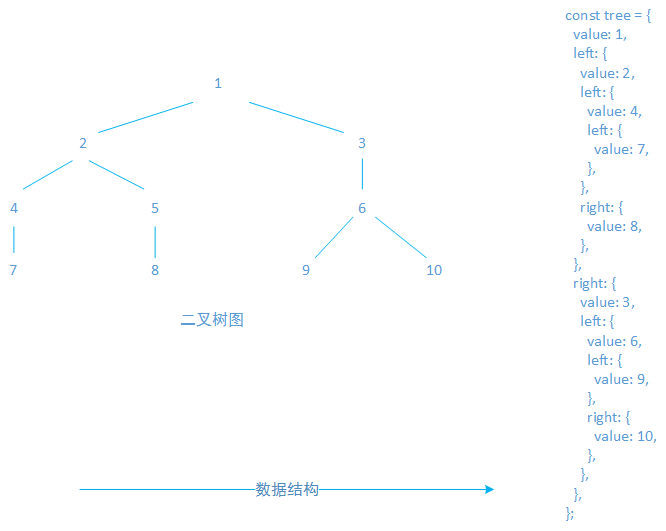 1
2 3
4 5 6
7 8 9 10
二叉树图
数据结构
const tree = {
value: 1,
left: {
value: 2,
left: {
value: 4,
left: {
value: 7,
},
},
right: {
value: 8,
},
},
right: {
value: 3,
left: {
value: 6,
left: {
value: 9,
},
right: {
value: 10,
},
},
},
};